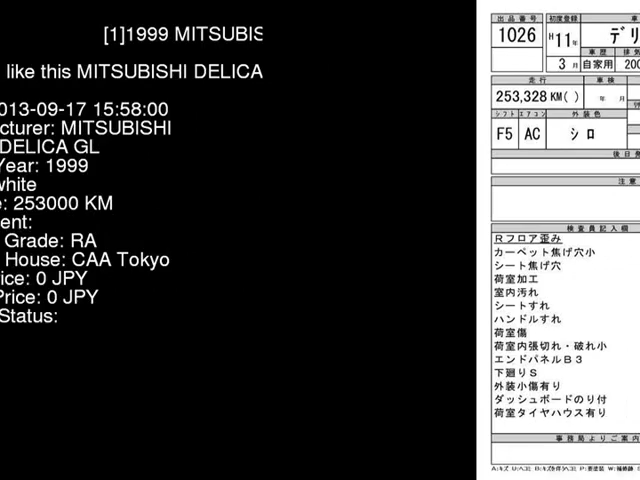 [1]1999 MITSUBIS
like this MITSUBISHI DELICA
013-09-17 15:58:00
cturer: MITSUBISHI
DELICA GL
Year: 1999
white
e: 253000 KM
ent:
Grade: RA
House: CAA Tokyo
rice: 0 JPY
Price: 0 JPY
Status:
出品番号 初度登録 車
1026 H11年 デリ
車歴 排気
3月 自家用 200
走行 車検
253,328 KM( ) 年 月
シフト エアコン 外装色
F5 AC シロ
後日発
注意
検査員記入欄
Rフロア歪み
カーペット焦げ穴小
シート焦げ穴
荷室加工
室内汚れ
シートすれ
ハンドルすれ
荷室傷
荷室内張切れ・破れ小
エンドパネルB3
下廻りS
外装小傷有り
ダッシュボードのり付
荷室タイヤハウス有り
事務局よりご案内